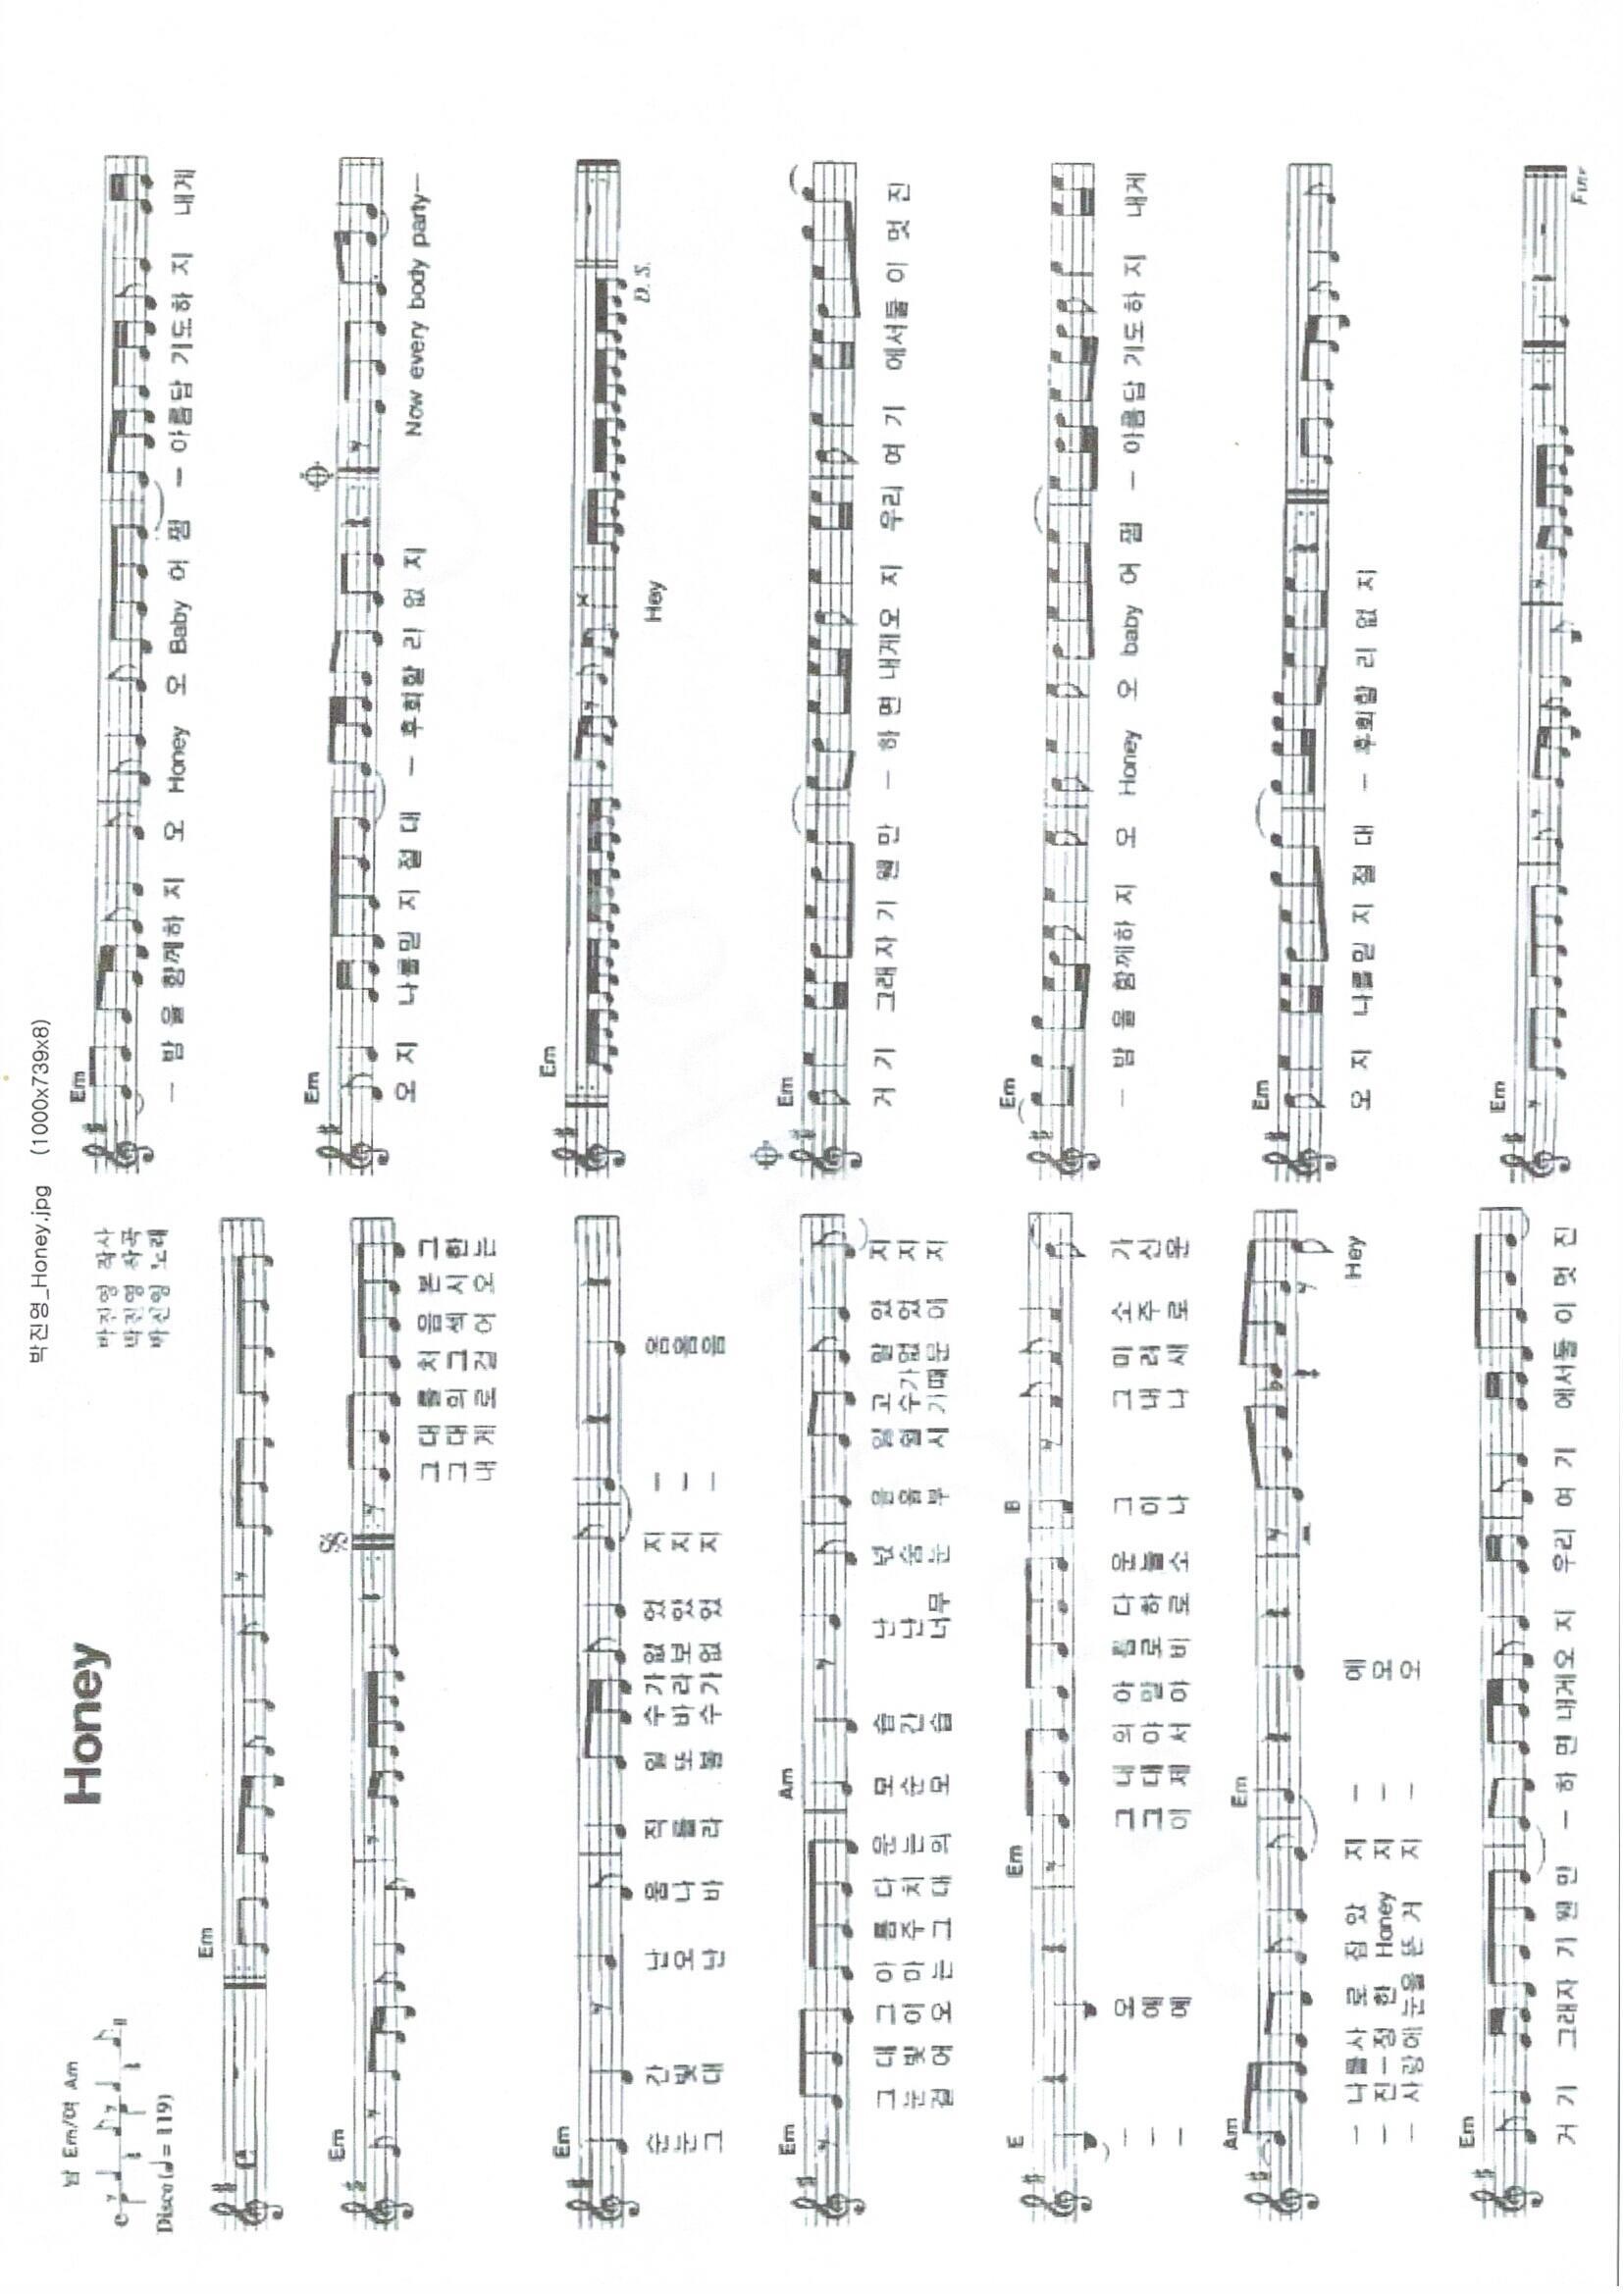 박진영_Honey.jpg (1000x739x8)
남 Em/여 Am
Honey
박진영 작사
박진영 작곡
박진영 노래
Disco (♩= 119)
Em
Em
그 대 를 처 음 본 그
그 대 의 그 섹 시 한
내 게 로 걸 어 오 는
Em
순 간 난 움 직 일 수가없 었 지 – 음
눈 빛 오 나 를 또 바라보 았 지 – 음
그 대 난 바 라 볼 수가없 었 지 – 음
Em Am
그 대 그 아 름 다 운 모 습 난 넋 을 잃 고 말 았 지
눈 빛 이 마 주 치 는 순 간 난 숨 을 쉴 수가없 었 지
걸 어 오 는 그 대 의 모 습 너무 눈 부 시 기때문 이 지
E Em B
– 오 그 대 의 아 름 다 운 그 그 미 소 가
– 예 그 대 야 말 로 하 늘 이 내 려 주 신
– 예 이 제 서 야 비 로 소 나 나 새 로 운
Am Em
– 나를사 로 잡 았 지 – 예 Hey
– 진–정 한 Honey 지 – 오
– 사랑에눈을 뜬 거 지 – 오
Em
거 기 그래자 기 원 만 – 하 면 내게오 지 우리 여 기 에서둘 이 멋 진
Em
– 밤 을 함께하 지 오 Honey 오 Baby 어 쩜 – 아름답 기도하 지 내게
Em
오 지 나를믿 지 절 대 – 후회할 리 없 지 Now every body party–
Em
Hey
D. S.
Em
거 기 그래자 기 원 만 – 하 면 내게오 지 우리 여 기 에서둘 이 멋 진
Em
– 밤 을 함께하 지 오 Honey 오 baby 어 쩜 – 아름답 기도하 지 내게
Em
오 지 나를믿 지 절 대 – 후회할 리 없 지
Em
Fine